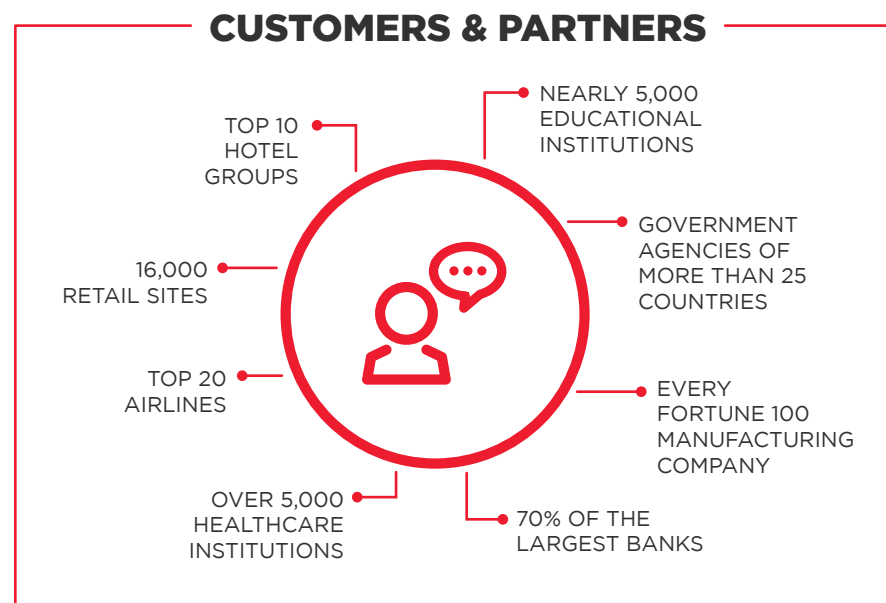 CUSTOMERS & PARTNERS
TOP 10
HOTEL
GROUPS
NEARLY 5,000
EDUCATIONAL
INSTITUTIONS
16,000
RETAIL SITES
GOVERNMENT
AGENCIES OF
MORE THAN 25
COUNTRIES
TOP 20
AIRLINES
EVERY
FORTUNE 100
MANUFACTURING
COMPANY
OVER 5,000
HEALTHCARE
INSTITUTIONS
70% OF THE
LARGEST BANKS